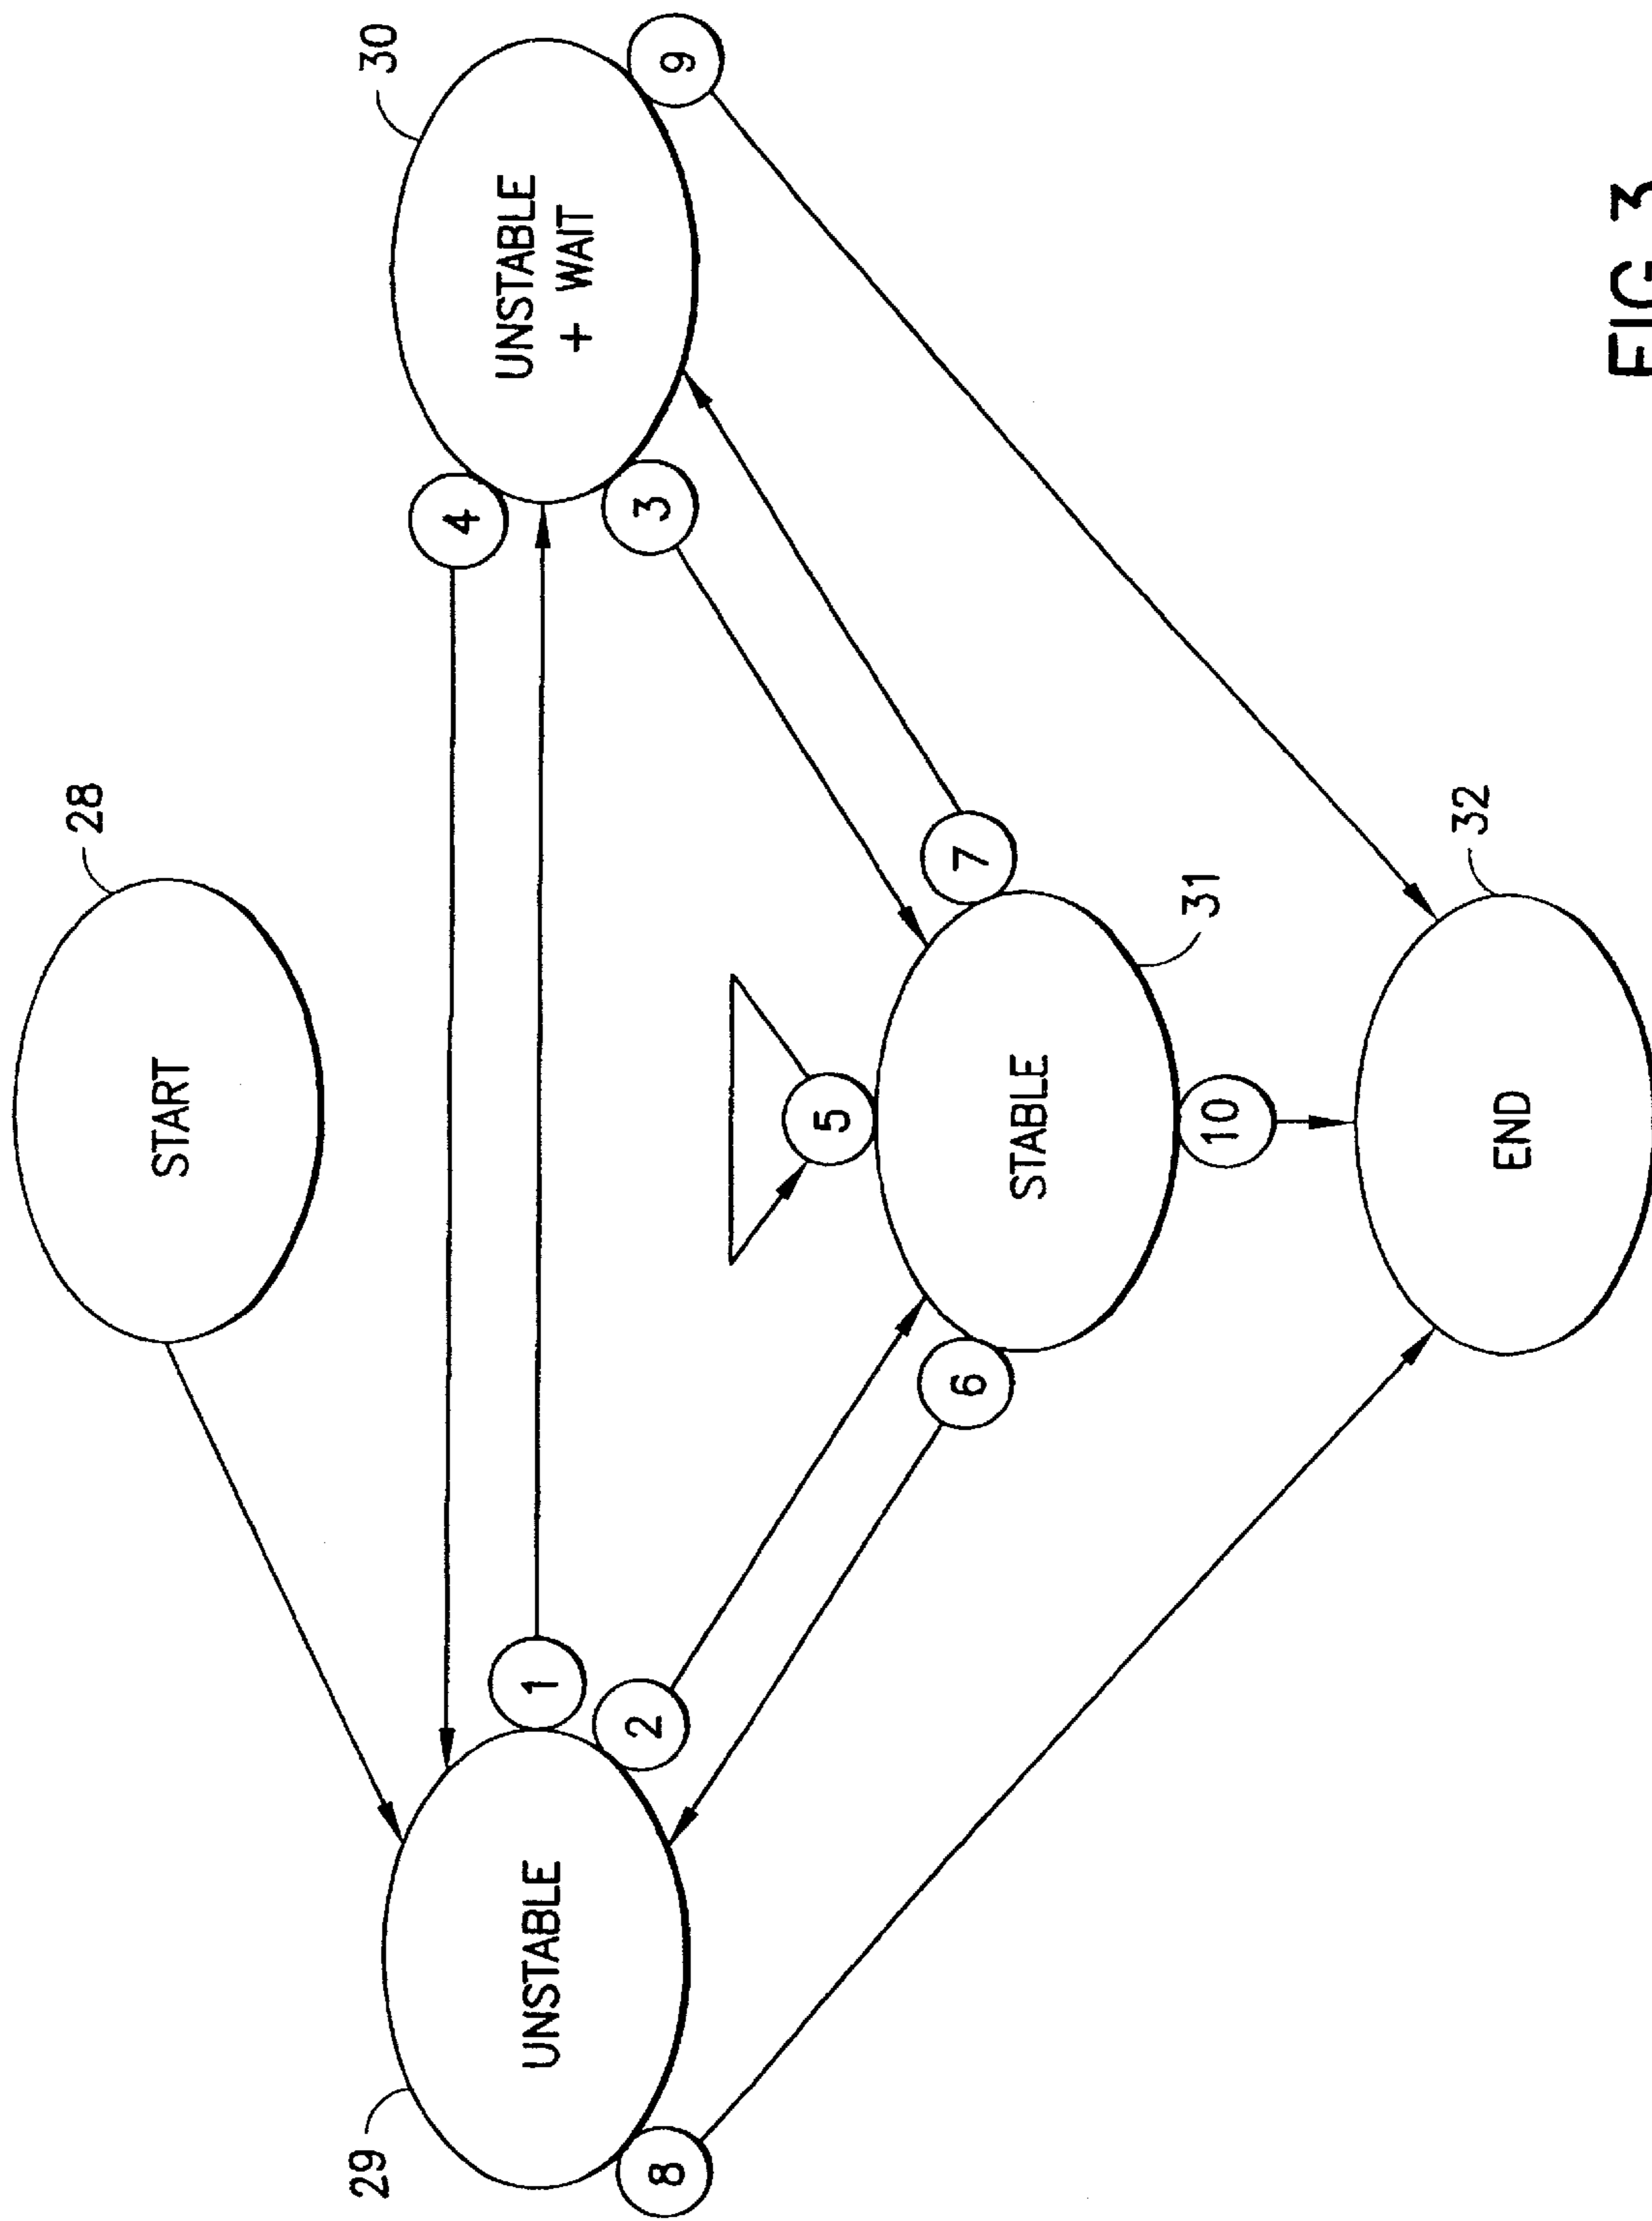 28
START
29
30
4
UNSTABLE
1
UNSTABLE
+ WAIT
8
2
3
9
5
6
7
STABLE
31
10
32
END
FIG. 3